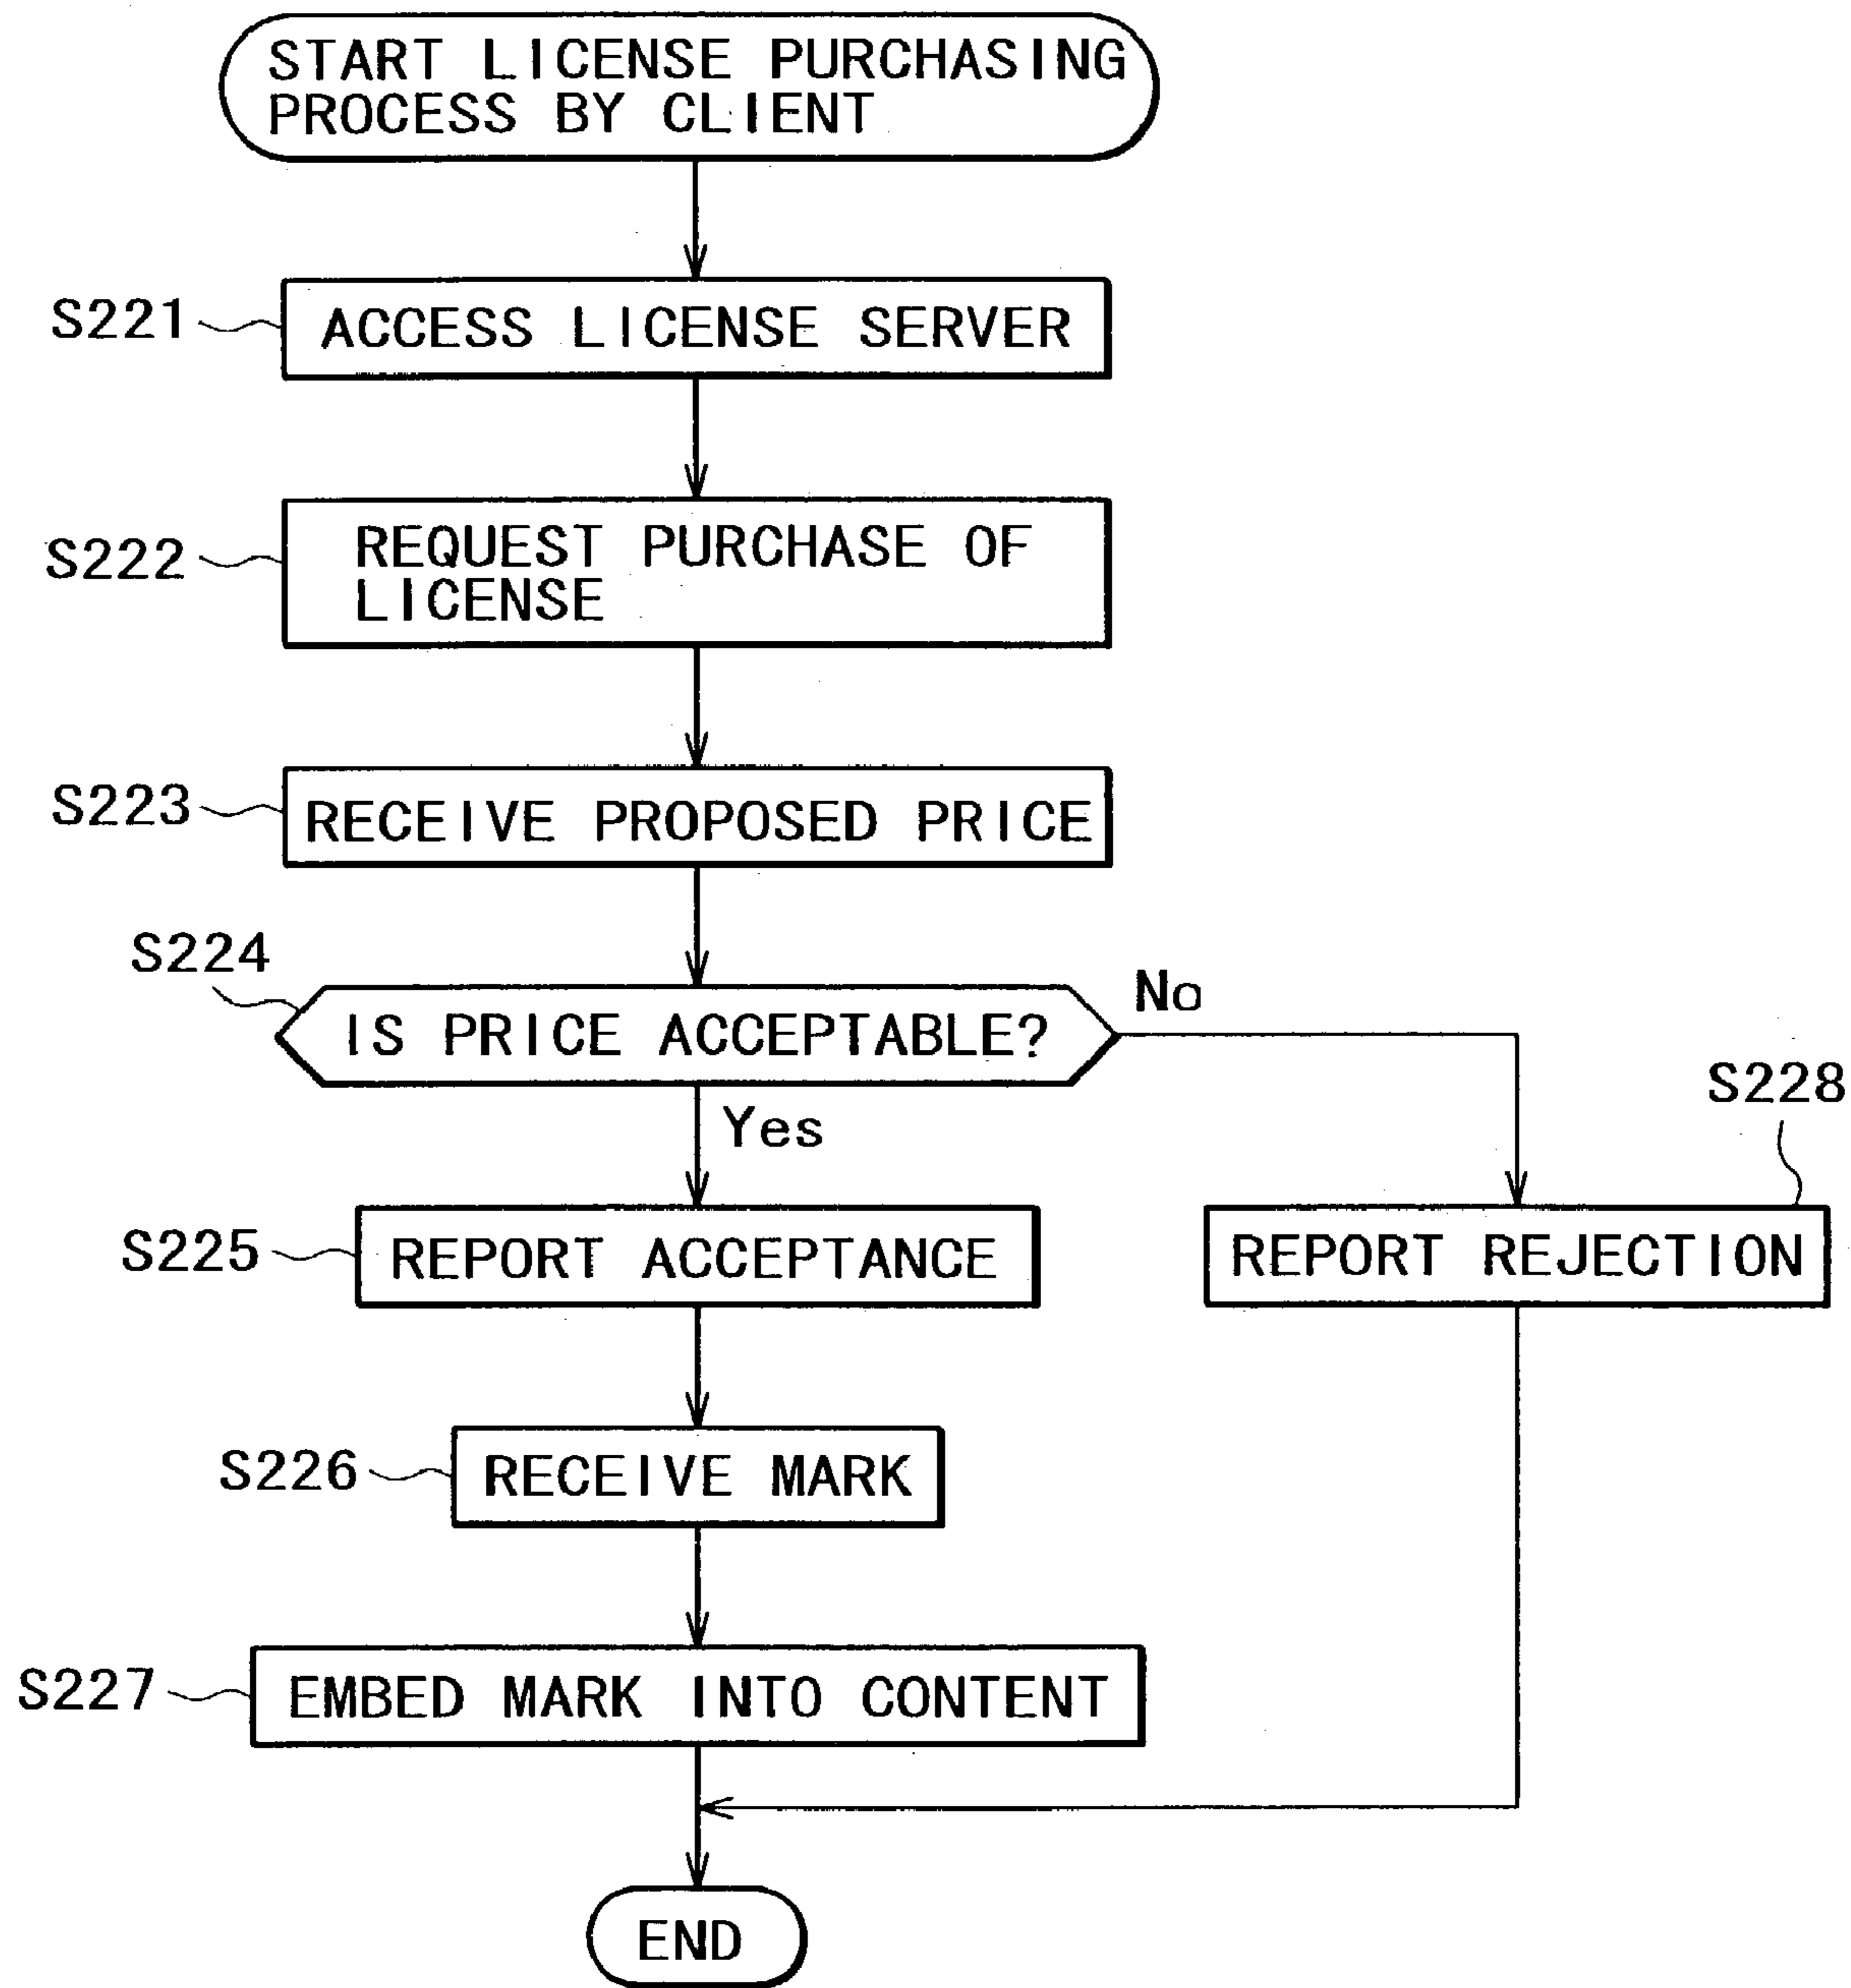 START LICENSE PURCHASING
PROCESS BY CLIENT
S221
ACCESS LICENSE SERVER
S222
REQUEST PURCHASE OF
LICENSE
S223
RECEIVE PROPOSED PRICE
S224
IS PRICE ACCEPTABLE?
No
Yes
S228
S225
REPORT ACCEPTANCE
REPORT REJECTION
S226
RECEIVE MARK
S227
EMBED MARK INTO CONTENT
END